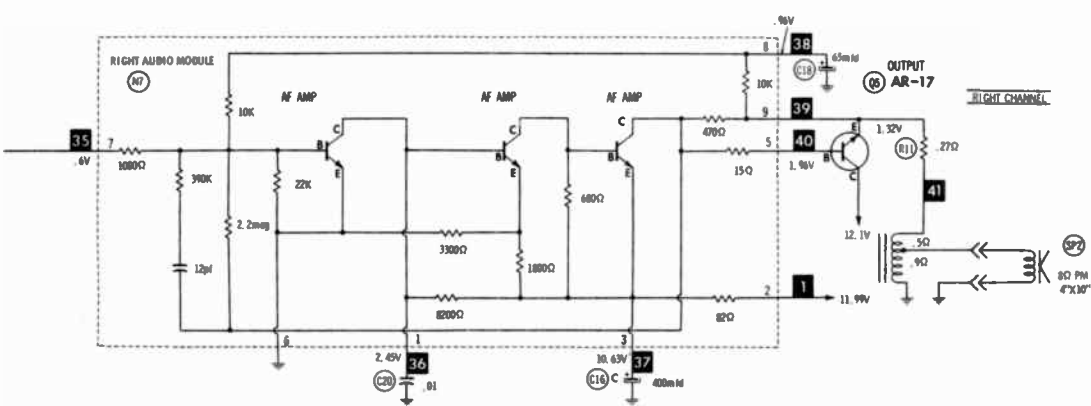 .96V
8
38
65mfd
C18
RIGHT AUDIO MODULE
N7
OUTPUT
Q5 AR-17
RIGHT CHANNEL
AF AMP
AF AMP
AF AMP
10K
10K
35
7
.6V
1000Ω
C
B
E
C
B
E
C
B
E
470Ω
9
39
1.32V
R11
.27Ω
5
40
15Ω
1.96V
E
B
C
390K
22K
680Ω
41
2.2meg
3300Ω
12.1V
.5Ω
.9Ω
SP2
8Ω PM
4"X10"
12pf
1800Ω
8200Ω
2
1
82Ω
11.99V
6
1
3
2.45V
36
C20
.01
10.63V
37
C16 C
400mfd